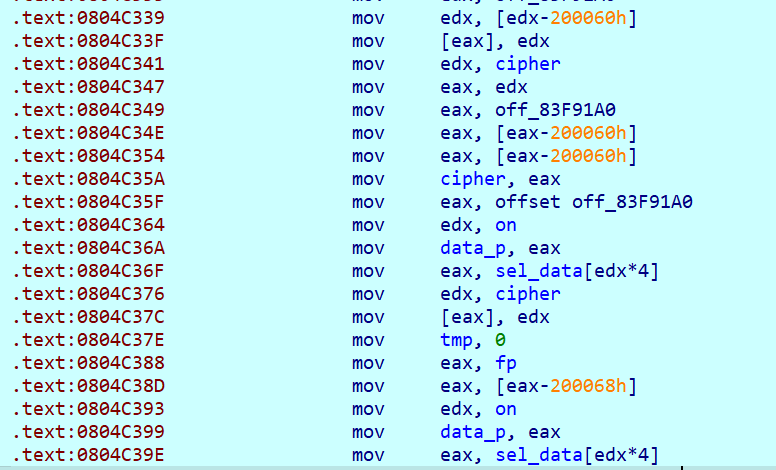 .text:0804C339 mov edx, [edx-200060h]
.text:0804C33F mov [eax], edx
.text:0804C341 mov edx, cipher
.text:0804C347 mov eax, edx
.text:0804C349 mov eax, off_83F91A0
.text:0804C34E mov eax, [eax-200060h]
.text:0804C354 mov eax, [eax-200060h]
.text:0804C35A mov cipher, eax
.text:0804C35F mov eax, offset off_83F91A0
.text:0804C364 mov edx, on
.text:0804C36A mov data_p, eax
.text:0804C36F mov eax, sel_data[edx*4]
.text:0804C376 mov edx, cipher
.text:0804C37C mov [eax], edx
.text:0804C37E mov tmp, 0
.text:0804C388 mov eax, fp
.text:0804C38D mov eax, [eax-200068h]
.text:0804C393 mov edx, on
.text:0804C399 mov data_p, eax
.text:0804C39E mov eax, sel_data[edx*4]